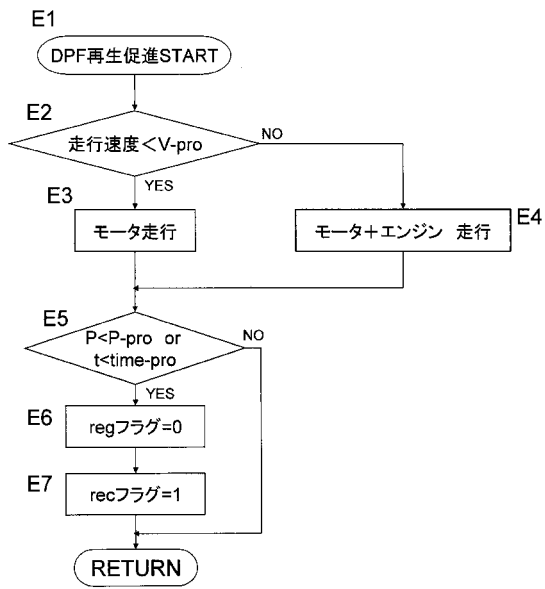 E1
DPF再生促進START
E2
走行速度＜V-pro
NO
YES
E3
モータ走行
モータ＋エンジン　走行
E4
E5
P<P-pro or
t<time-pro
NO
YES
E6
regフラグ=0
E7
recフラグ=1
RETURN